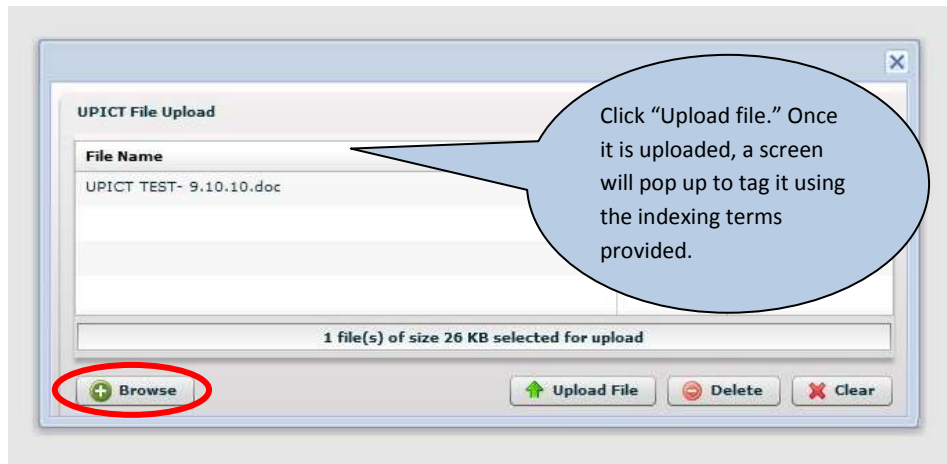 UPICT File Upload
File Name
UPICT TEST- 9.10.10.doc
Click “Upload file.” Once
it is uploaded, a screen
will pop up to tag it using
the indexing terms
provided.
1 file(s) of size 26 KB selected for upload
Browse
Upload File
Delete
Clear